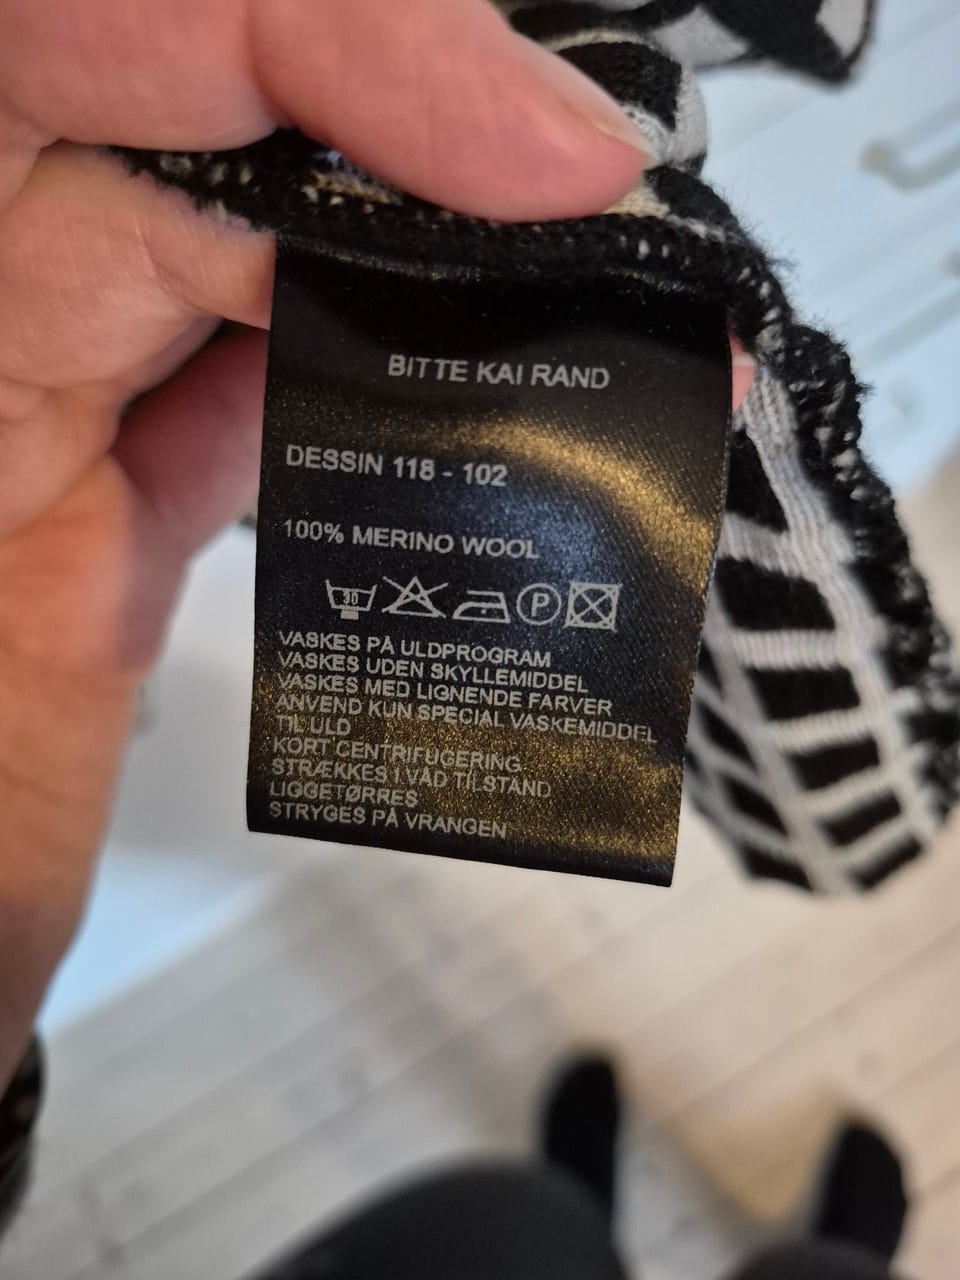 BITTE KAI RAND
DESSIN 118 - 102
100% MERINO WOOL
30 P
VASKES PÅ ULDPROGRAM
VASKES UDEN SKYLLEMIDDEL
VASKES MED LIGNENDE FARVER
ANVEND KUN SPECIAL VASKEMIDDEL
TIL ULD
KORT CENTRIFUGERING
STRÆKKES I VÅD TILSTAND
LIGGETØRRES
STRYGES PÅ VRANGEN